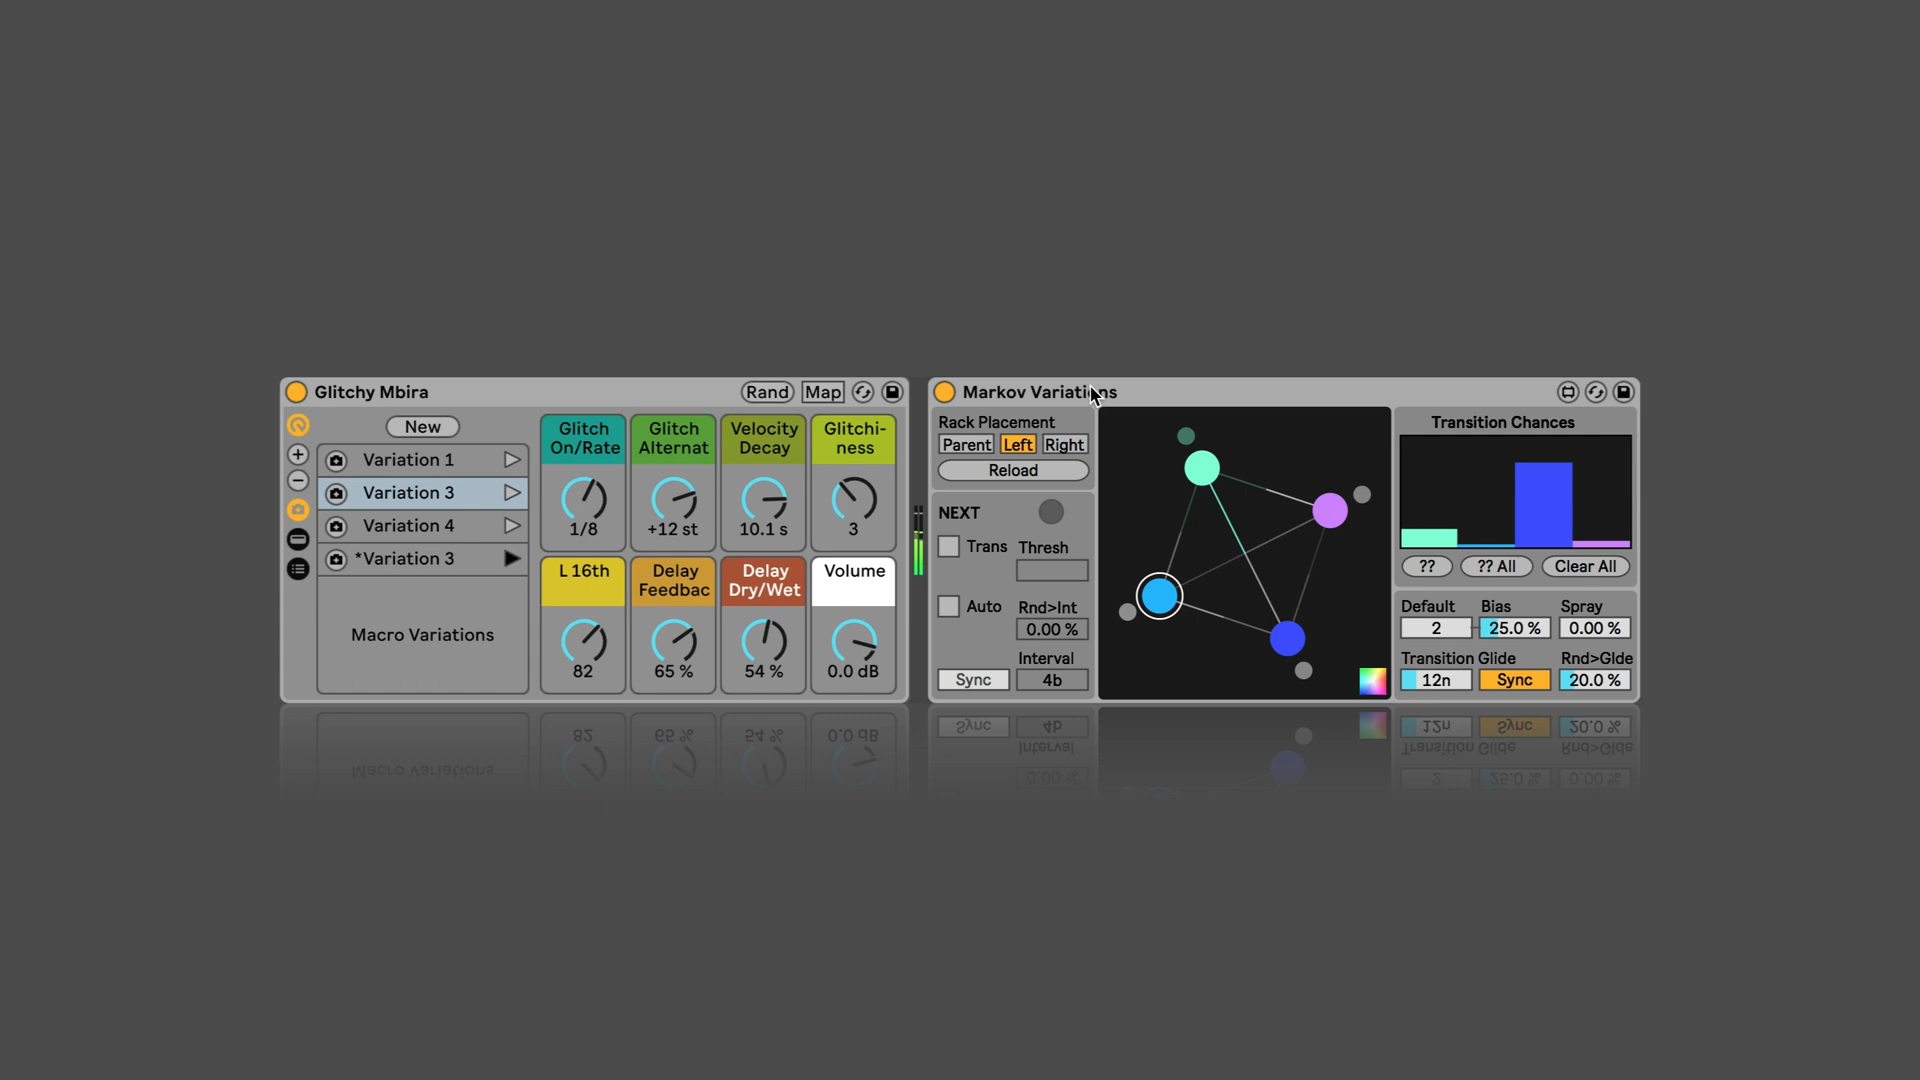 Glitchy Mbira
Rand
Map
New
Variation 1
Variation 3
Variation 4
*Variation 3
Macro Variations
Glitch
On/Rate
1/8
Glitch
Alternat
+12 st
Velocity
Decay
10.1 s
Glitchi-
ness
3
L 16th
82
Delay
Feedbac
65 %
Delay
Dry/Wet
54 %
Volume
0.0 dB
Markov Variations
Rack Placement
Parent Left Right
Reload
NEXT
Trans Thresh
Auto Rnd>Int
0.00 %
Interval
Sync 4b
Transition Chances
?? ?? All Clear All
Default Bias Spray
2 25.0 % 0.00 %
Transition Glide Rnd>Glde
12n Sync 20.0 %